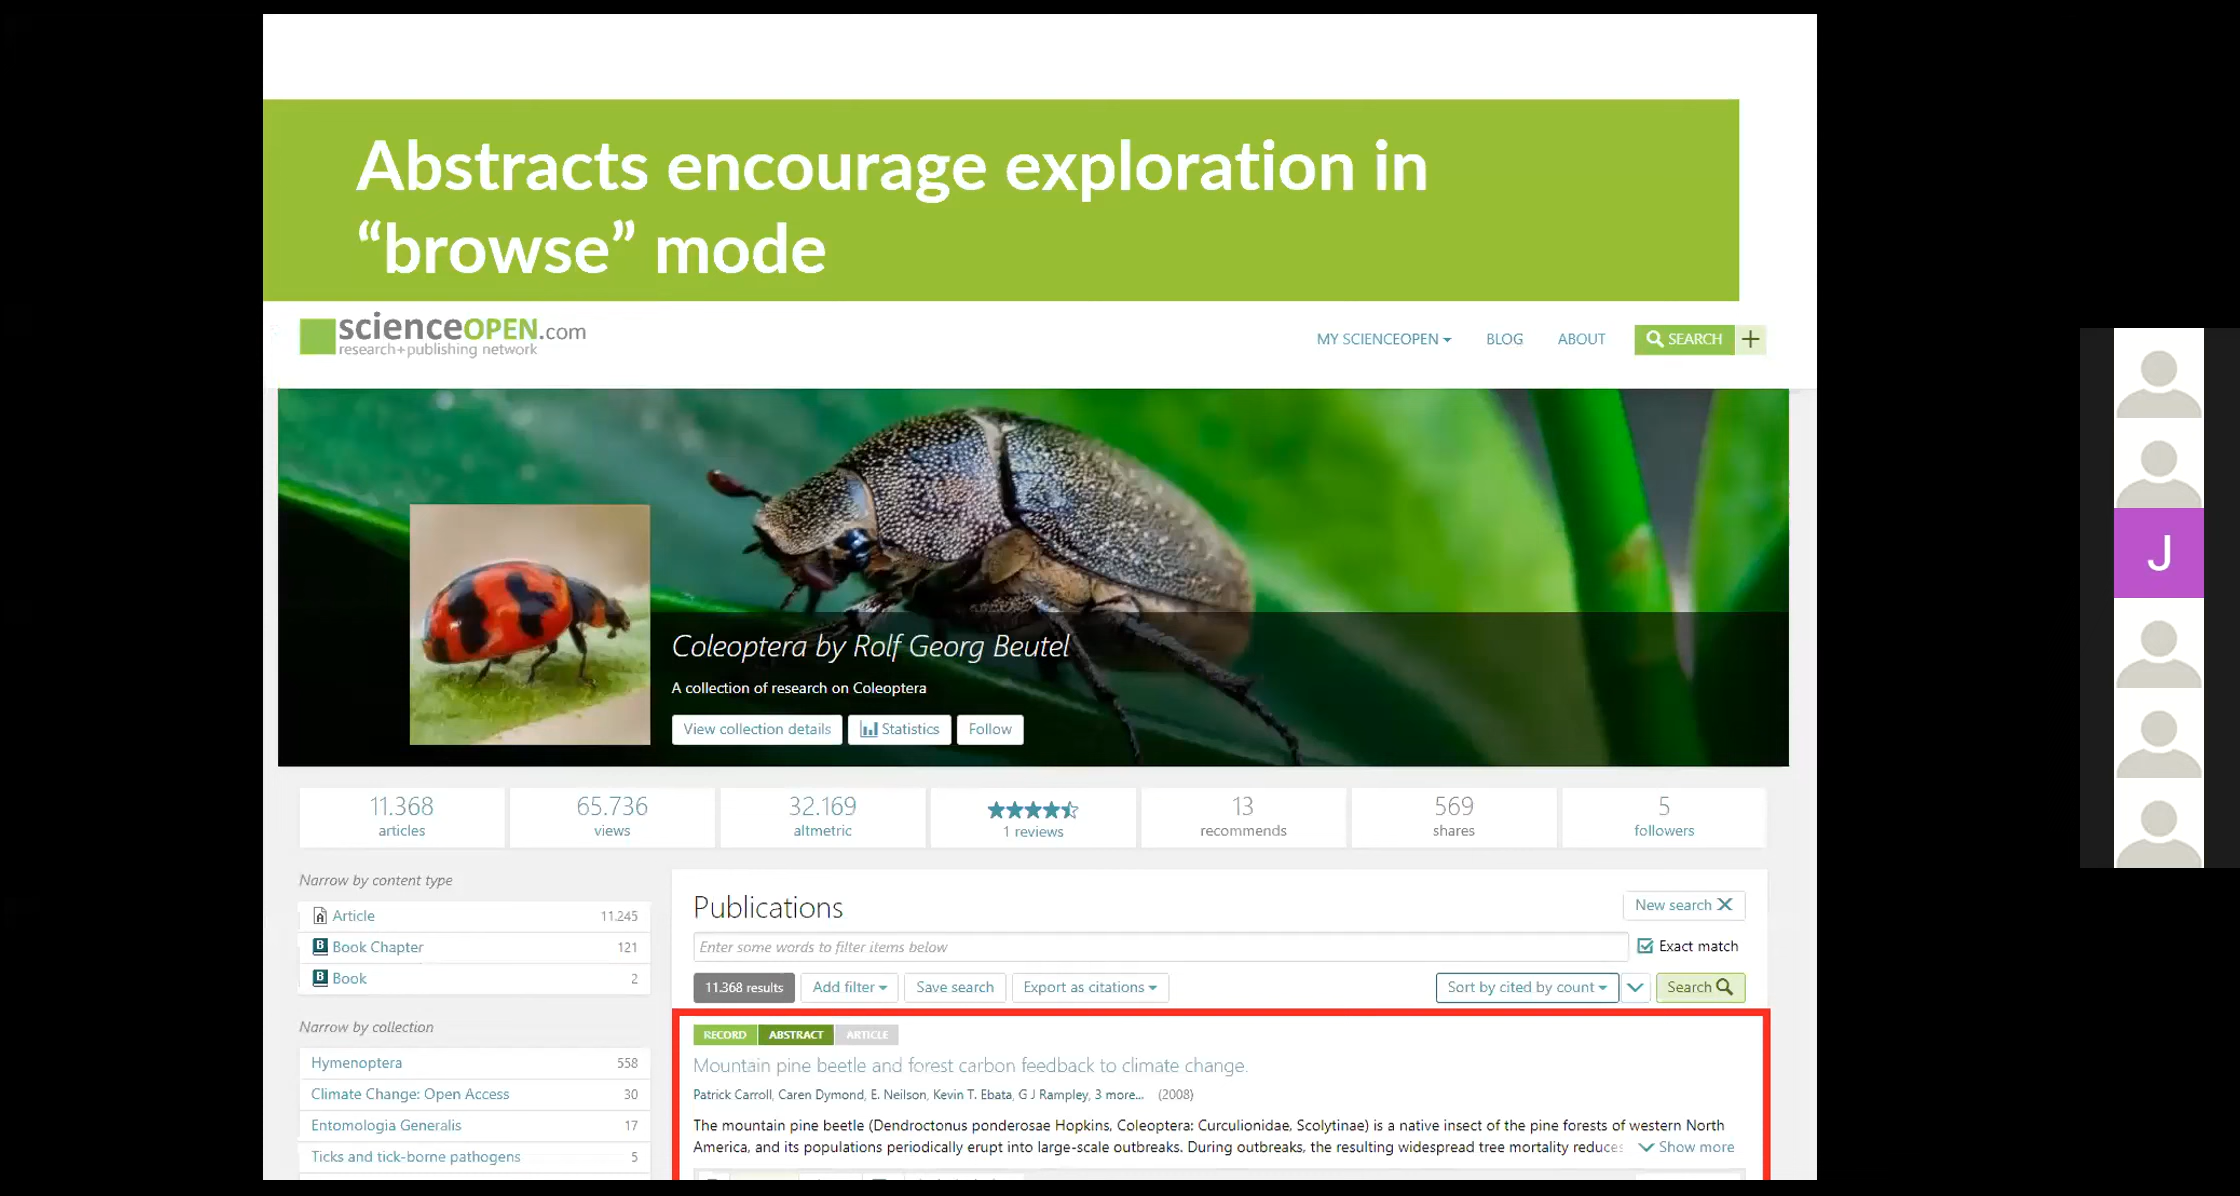 Abstracts encourage exploration in
“browse” mode
scienceOPEN.com
research+publishing network
MY SCIENCEOPEN
BLOG
ABOUT
SEARCH
+
J
Coleoptera by Rolf Georg Beutel
A collection of research on Coleoptera
View collection details
Statistics
Follow
11.368
articles
65.736
views
32.169
altmetric
1 reviews
13
recommends
569
shares
5
followers
Narrow by content type
Article 11.245
Book Chapter 121
Book 2
Narrow by collection
Hymenoptera 558
Climate Change: Open Access 30
Entomologia Generalis 17
Ticks and tick-borne pathogens 5
Publications
New search X
Enter some words to filter items below
Exact match
11.368 results
Add filter
Save search
Export as citations
Sort by cited by count
Search
RECORD ABSTRACT ARTICLE
Mountain pine beetle and forest carbon feedback to climate change.
Patrick Carroll, Caren Dymond, E. Neilson, Kevin T. Ebata, G J Rampley, 3 more... (2008)
The mountain pine beetle (Dendroctonus ponderosae Hopkins, Coleoptera: Curculionidae, Scolytinae) is a native insect of the pine forests of western North
America, and its populations periodically erupt into large-scale outbreaks. During outbreaks, the resulting widespread tree mortality reduces Show more